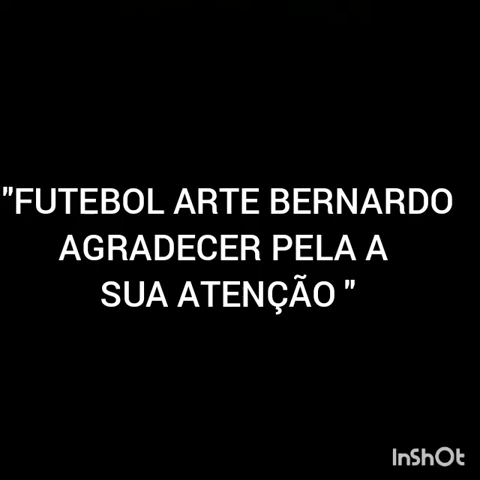 "FUTEBOL ARTE BERNARDO
AGRADECER PELA A
SUA ATENÇÃO "
InShOt